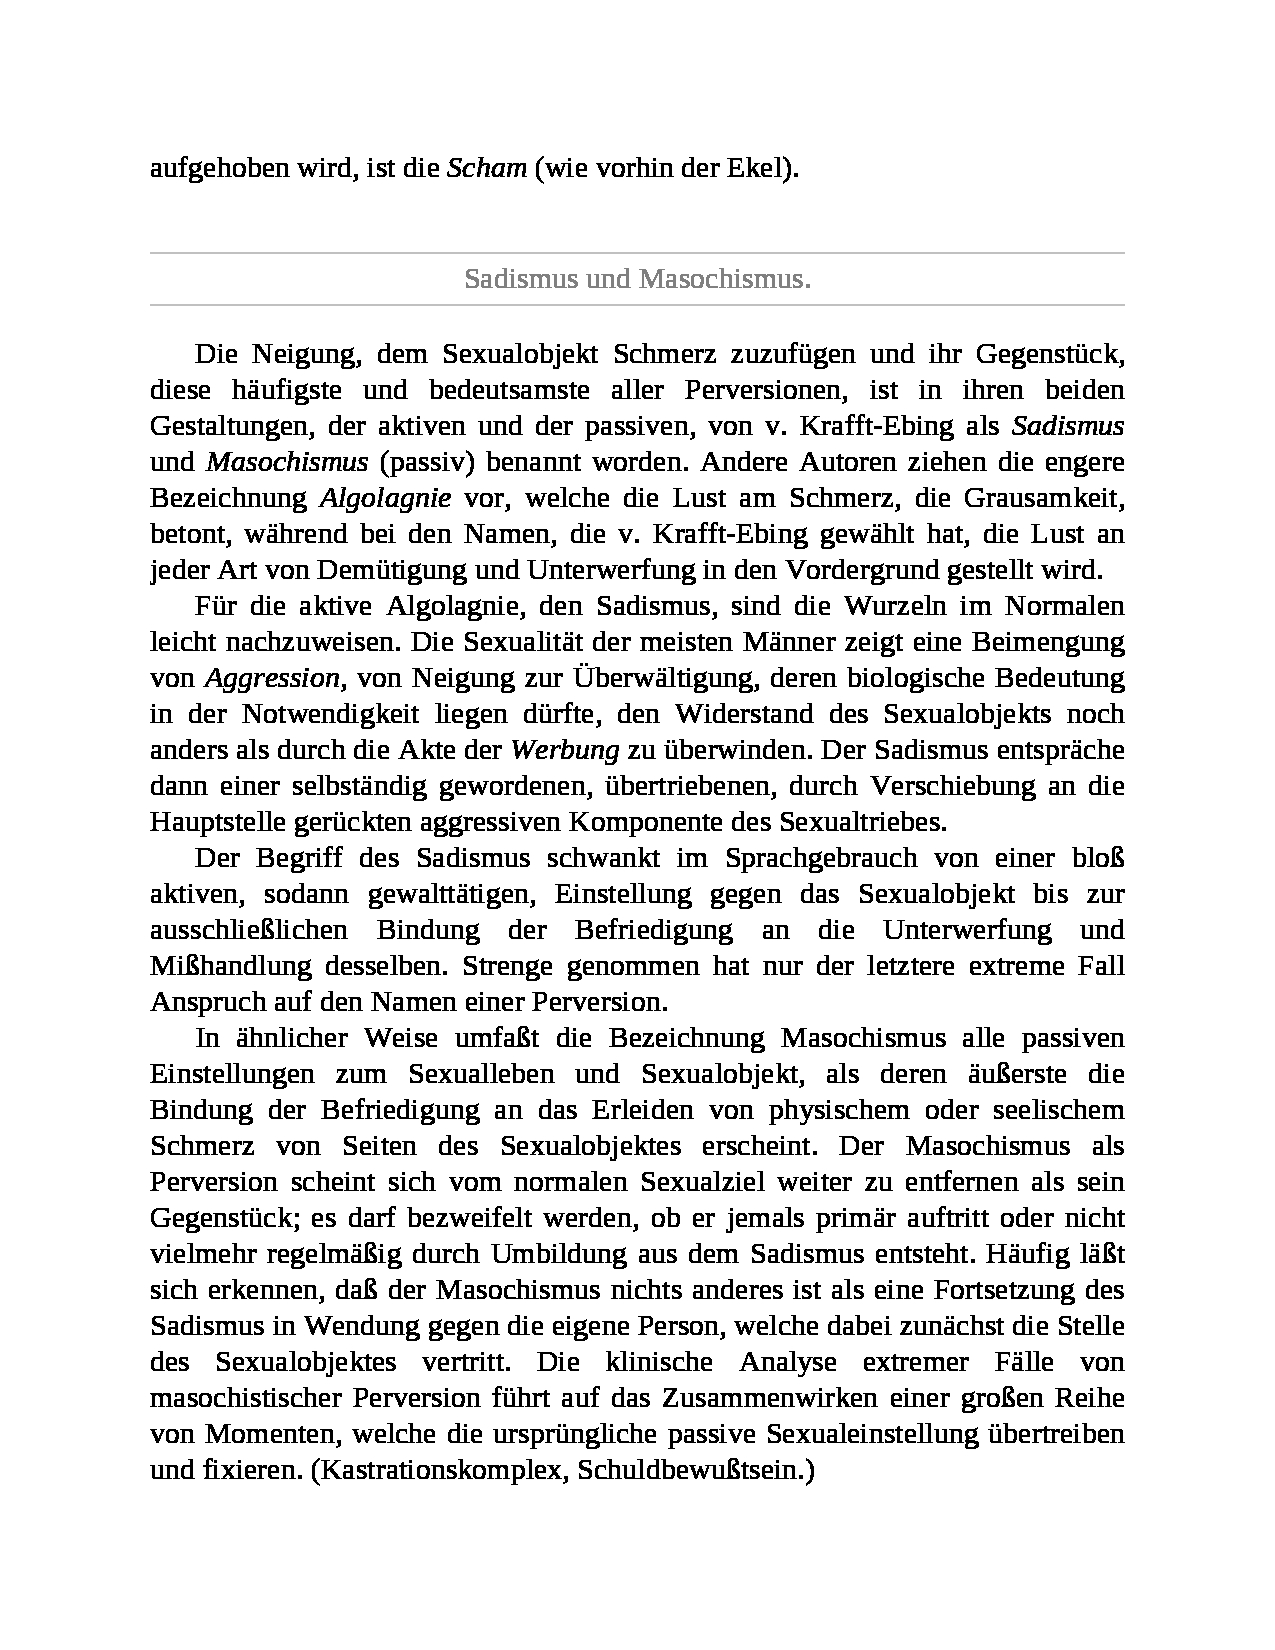 aufgehoben wird, ist die Scham (wie vorhin der Ekel).
Sadismus und Masochismus.
Die Neigung, dem Sexualobjekt Schmerz zuzufügen und ihr Gegenstück,
diese häufigste und bedeutsamste aller Perversionen, ist in ihren beiden
Gestaltungen, der aktiven und der passiven, von v. Krafft-Ebing als Sadismus
und Masochismus (passiv) benannt worden. Andere Autoren ziehen die engere
Bezeichnung Algolagnie vor, welche die Lust am Schmerz, die Grausamkeit,
betont, während bei den Namen, die v. Krafft-Ebing gewählt hat, die Lust an
jeder Art von Demütigung und Unterwerfung in den Vordergrund gestellt wird.
Für die aktive Algolagnie, den Sadismus, sind die Wurzeln im Normalen
leicht nachzuweisen. Die Sexualität der meisten Männer zeigt eine Beimengung
von Aggression, von Neigung zur Überwältigung, deren biologische Bedeutung
in der Notwendigkeit liegen dürfte, den Widerstand des Sexualobjekts noch
anders als durch die Akte der Werbung zu überwinden. Der Sadismus entspräche
dann einer selbständig gewordenen, übertriebenen, durch Verschiebung an die
Hauptstelle gerückten aggressiven Komponente des Sexualtriebes.
Der Begriff des Sadismus schwankt im Sprachgebrauch von einer bloß
aktiven, sodann gewalttätigen, Einstellung gegen das Sexualobjekt bis zur
ausschließlichen Bindung der Befriedigung an die Unterwerfung und
Mißhandlung desselben. Strenge genommen hat nur der letztere extreme Fall
Anspruch auf den Namen einer Perversion.
In ähnlicher Weise umfaßt die Bezeichnung Masochismus alle passiven
Einstellungen zum Sexualleben und Sexualobjekt, als deren äußerste die
Bindung der Befriedigung an das Erleiden von physischem oder seelischem
Schmerz von Seiten des Sexualobjektes erscheint. Der Masochismus als
Perversion scheint sich vom normalen Sexualziel weiter zu entfernen als sein
Gegenstück; es darf bezweifelt werden, ob er jemals primär auftritt oder nicht
vielmehr regelmäßig durch Umbildung aus dem Sadismus entsteht. Häufig läßt
sich erkennen, daß der Masochismus nichts anderes ist als eine Fortsetzung des
Sadismus in Wendung gegen die eigene Person, welche dabei zunächst die Stelle
des Sexualobjektes vertritt. Die klinische Analyse extremer Fälle von
masochistischer Perversion führt auf das Zusammenwirken einer großen Reihe
von Momenten, welche die ursprüngliche passive Sexualeinstellung übertreiben
und fixieren. (Kastrationskomplex, Schuldbewußtsein.)